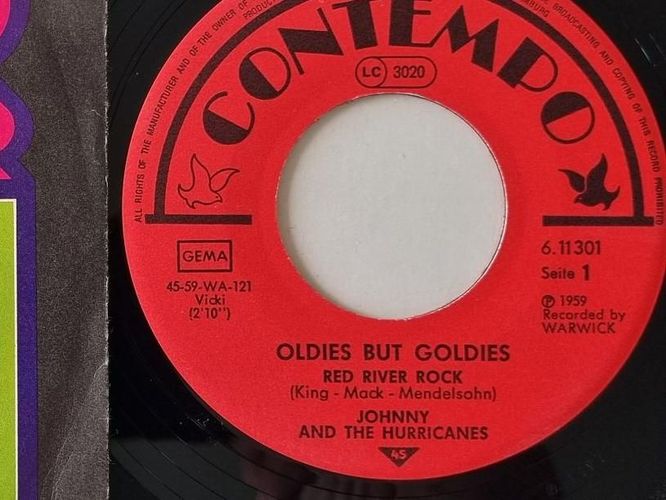 ALL RIGHTS OF THE MANUFACTURER AND OF THE OWNER OF
BROADCASTING AND COPYING OF THIS RECORD PROHIBITED
CONTEMPO
LC 3020
GEMA
45-59-WA-121
Vicki
(2'10")
6.11301
Seite 1
℗ 1959
Recorded by
WARWICK
OLDIES BUT GOLDIES
RED RIVER ROCK
(King - Mack - Mendelsohn)
JOHNNY
AND THE HURRICANES
45